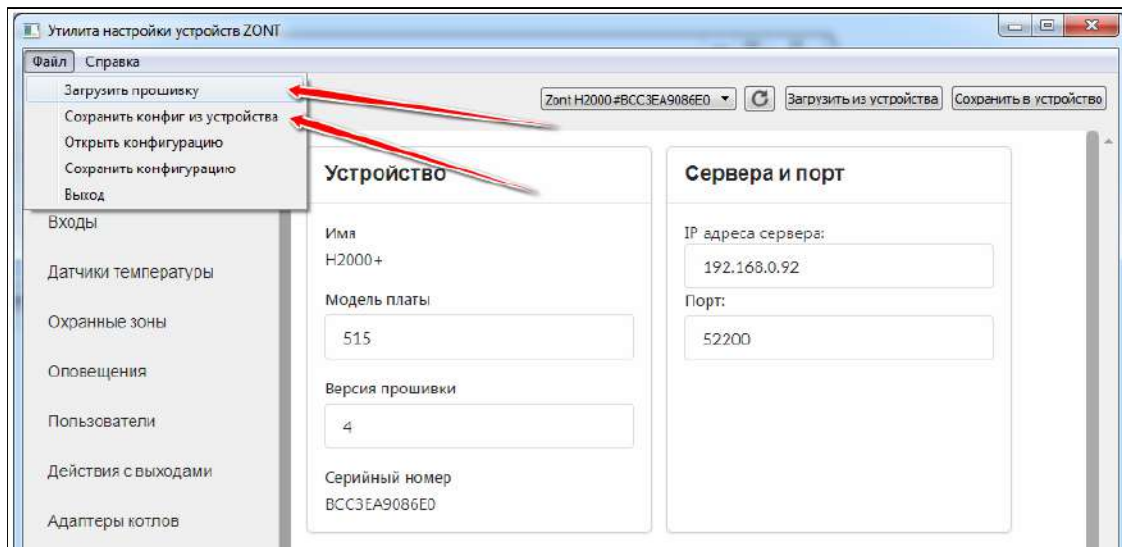 Утилита настройки устройств ZONT
Файл Справка
Загрузить прошивку
Сохранить конфиг из устройства
Открыть конфигурацию
Сохранить конфигурацию
Выход
Zont H2000#BCC3EA9086E0 Загрузить из устройства Сохранить в устройство
Входы
Датчики температуры
Охранные зоны
Оповещения
Пользователи
Действия с выходами
Адаптеры котлов
Устройство
Имя
H2000+
Модель платы
515
Версия прошивки
4
Серийный номер
BCC3EA9086E0
Сервера и порт
IP адреса сервера:
192.168.0.92
Порт:
52200